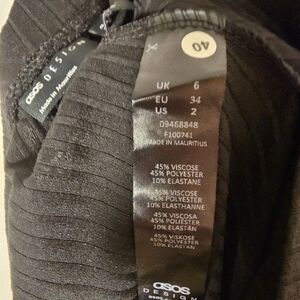 asos
DESIGN
Made in Mauritius
40
UK 6
EU 34
US 2
09468848
F100741
MADE IN MAURITIUS
45% VISCOSE
45% POLYESTER
10% ELASTANE
45% VISCOSE
45% POLYESTER
10% ELASTHANNE
45% VISCOSA
45% POLIÉSTER
10% ELASTÁN
45% VISKOSE
45% POLYESTER
10% ELASTAN
asos
DESIGN